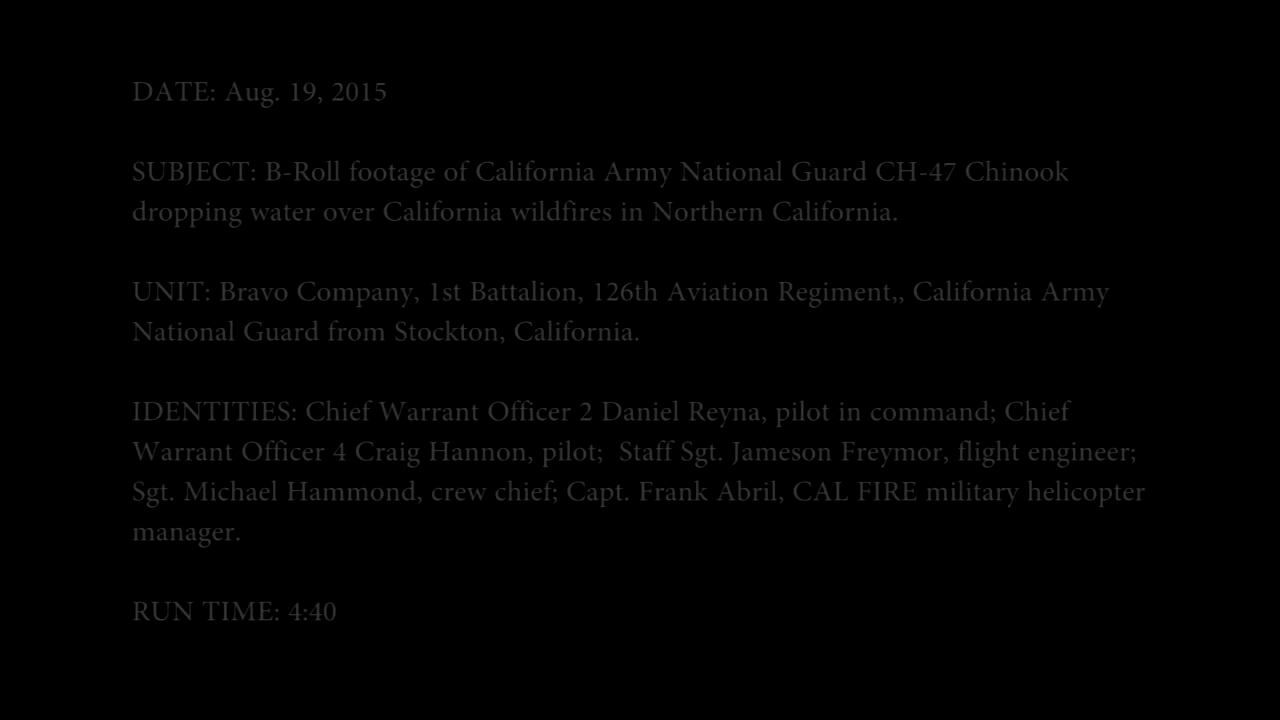 DATE: Aug. 19, 2015
SUBJECT: B-Roll footage of California Army National Guard CH-47 Chinook
dropping water over California wildfires in Northern California.
UNIT: Bravo Company, 1st Battalion, 126th Aviation Regiment,, California Army
National Guard from Stockton, California.
IDENTITIES: Chief Warrant Officer 2 Daniel Reyna, pilot in command; Chief
Warrant Officer 4 Craig Hannon, pilot;  Staff Sgt. Jameson Freymor, flight engineer;
Sgt. Michael Hammond, crew chief; Capt. Frank Abril, CAL FIRE military helicopter
manager.
RUN TIME: 4:40